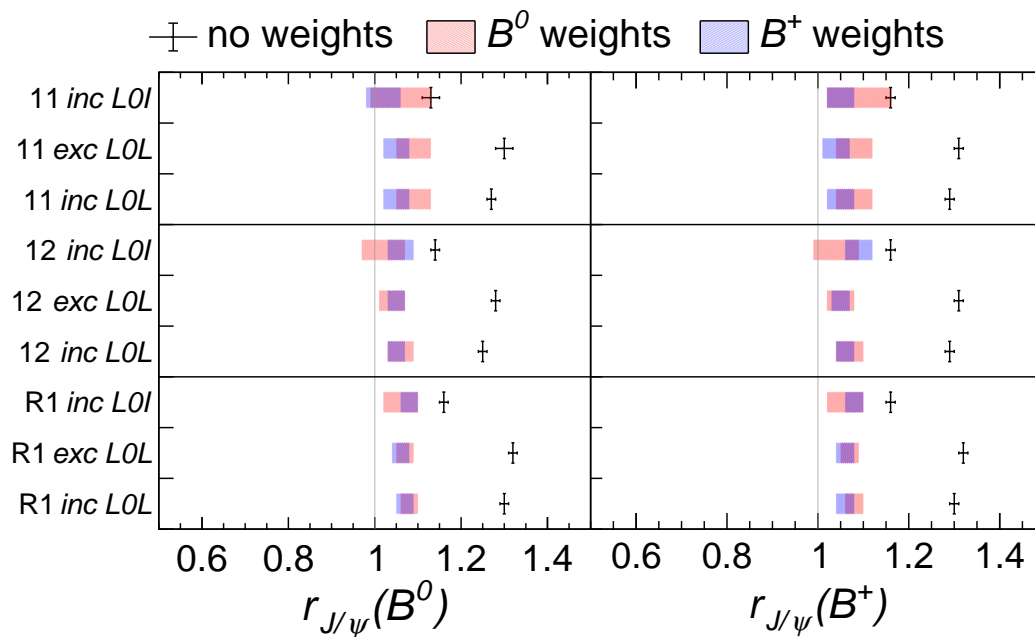 no weights B⁰ weights B⁺ weights
11 inc L0I
11 exc L0L
11 inc L0L
12 inc L0I
12 exc L0L
12 inc L0L
R1 inc L0I
R1 exc L0L
R1 inc L0L
0.6 0.8 1 1.2 1.4 0.6 0.8 1 1.2 1.4
r_{J/ψ}(B⁰) r_{J/ψ}(B⁺)